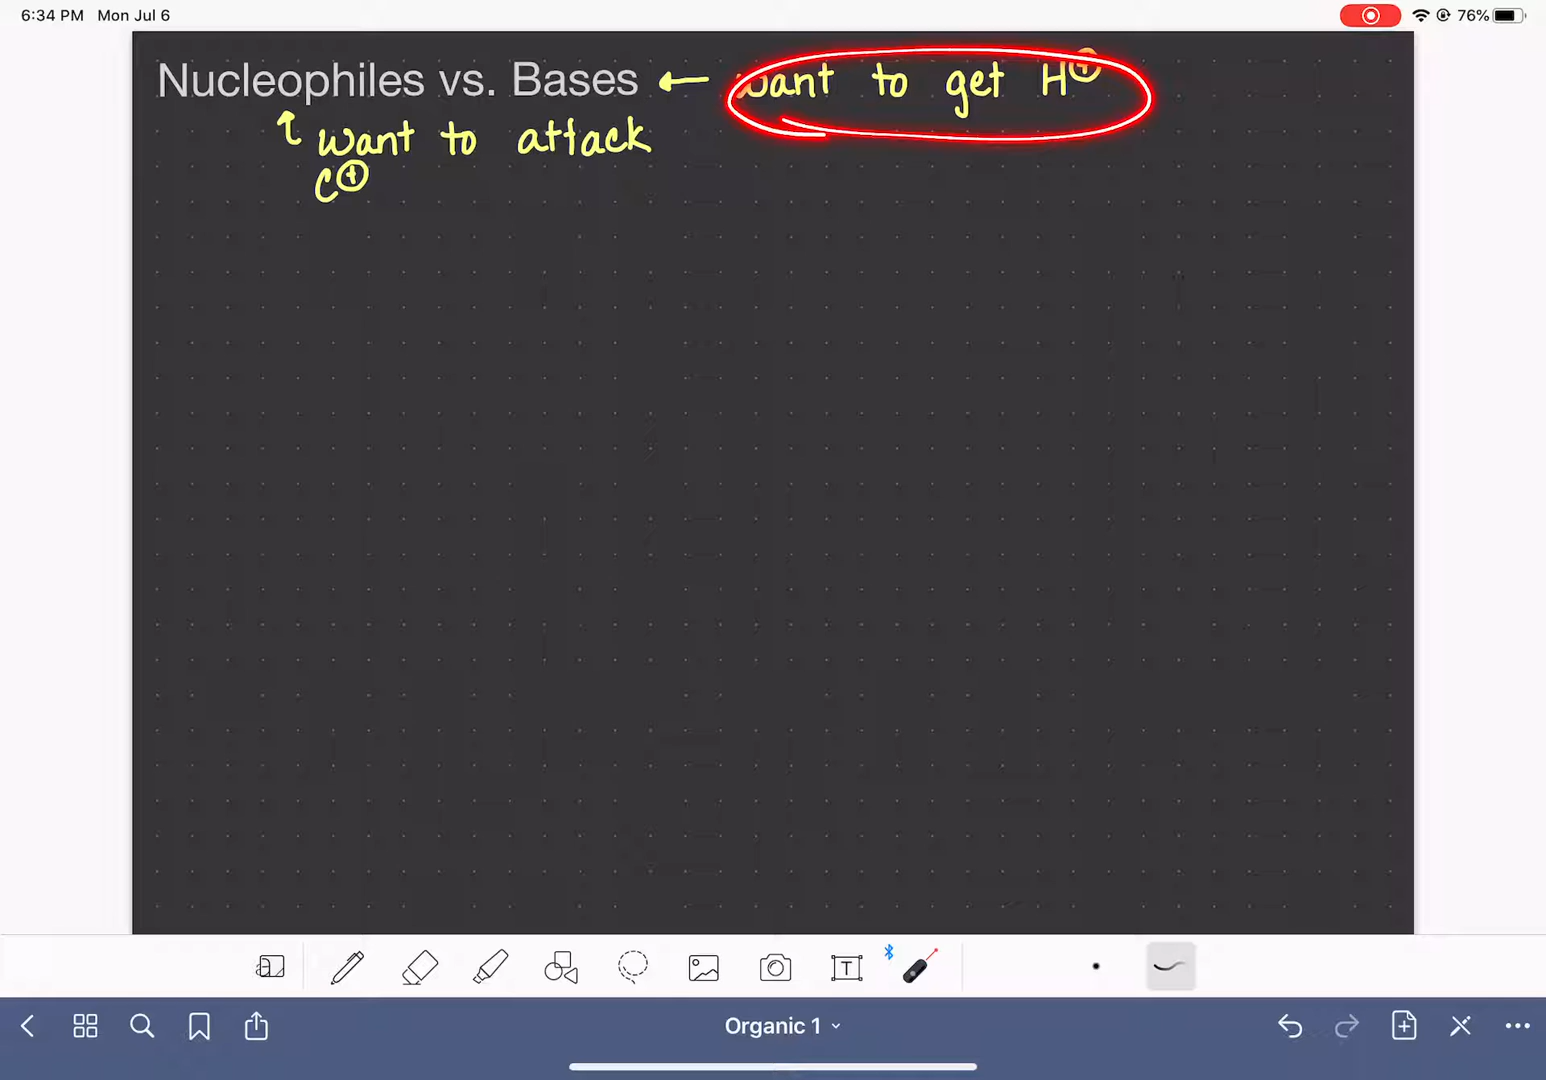 6:34 PM Mon Jul 6
76%
Nucleophiles vs. Bases ← want to get H⊕
↑ want to attack
C⊕
T
Organic 1